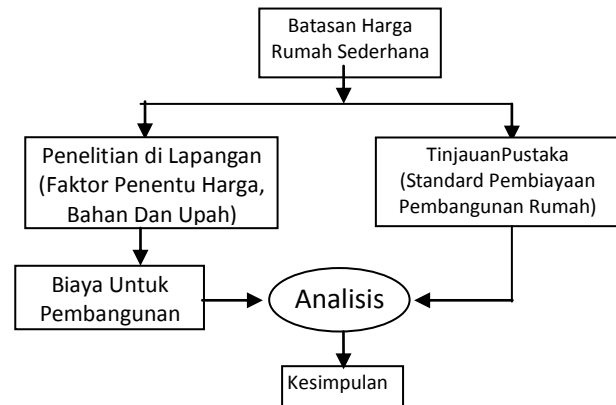 Batasan Harga
Rumah Sederhana
Penelitian di Lapangan
(Faktor Penentu Harga,
Bahan Dan Upah)
TinjauanPustaka
(Standard Pembiayaan
Pembangunan Rumah)
Biaya Untuk
Pembangunan
Analisis
Kesimpulan